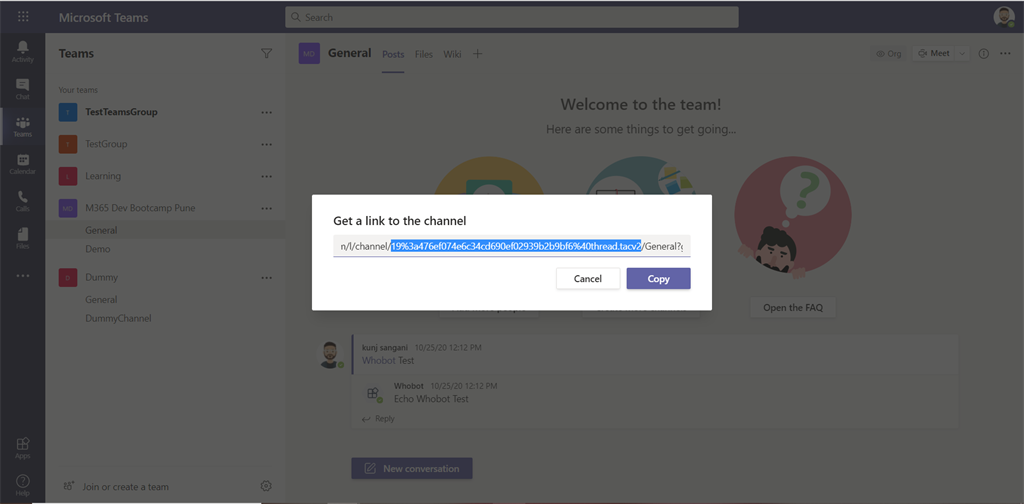 Microsoft Teams
Search
Activity
Chat
Teams
Calendar
Calls
Files
Apps
Help
Teams
Your teams
T TestTeamsGroup
T TestGroup
L Learning
MD M365 Dev Bootcamp Pune
General
Demo
D Dummy
General
DummyChannel
Join or create a team
MD General Posts Files Wiki
Org Meet
Welcome to the team!
Here are some things to get going...
Get a link to the channel
n/l/channel/19%3a476ef074e6c34cd690ef02939b2b9bf6%40thread.tacv2/General?g
Cancel Copy
Open the FAQ
kunj sangani 10/25/20 12:12 PM
Whobot Test
Whobot 10/25/20 12:12 PM
Echo Whobot Test
Reply
New conversation